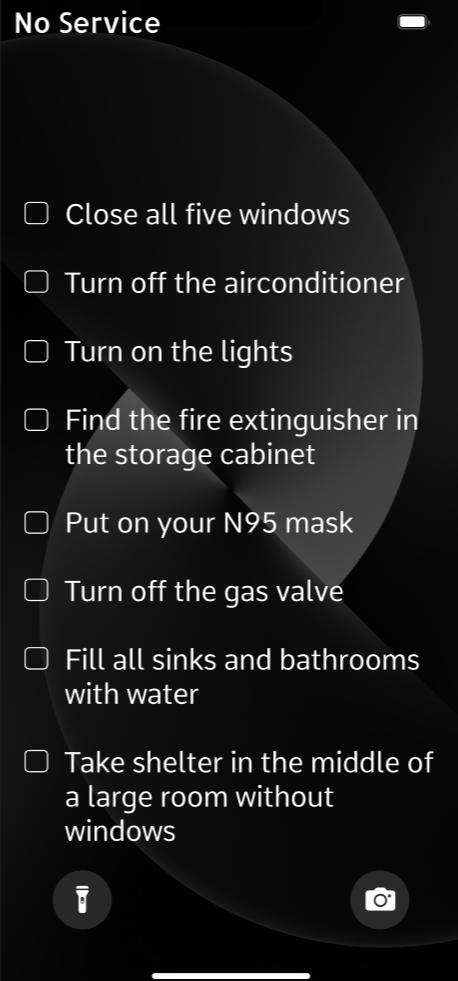 No Service
Close all five windows
Turn off the airconditioner
Turn on the lights
Find the fire extinguisher in
the storage cabinet
Put on your N95 mask
Turn off the gas valve
Fill all sinks and bathrooms
with water
Take shelter in the middle of
a large room without
windows